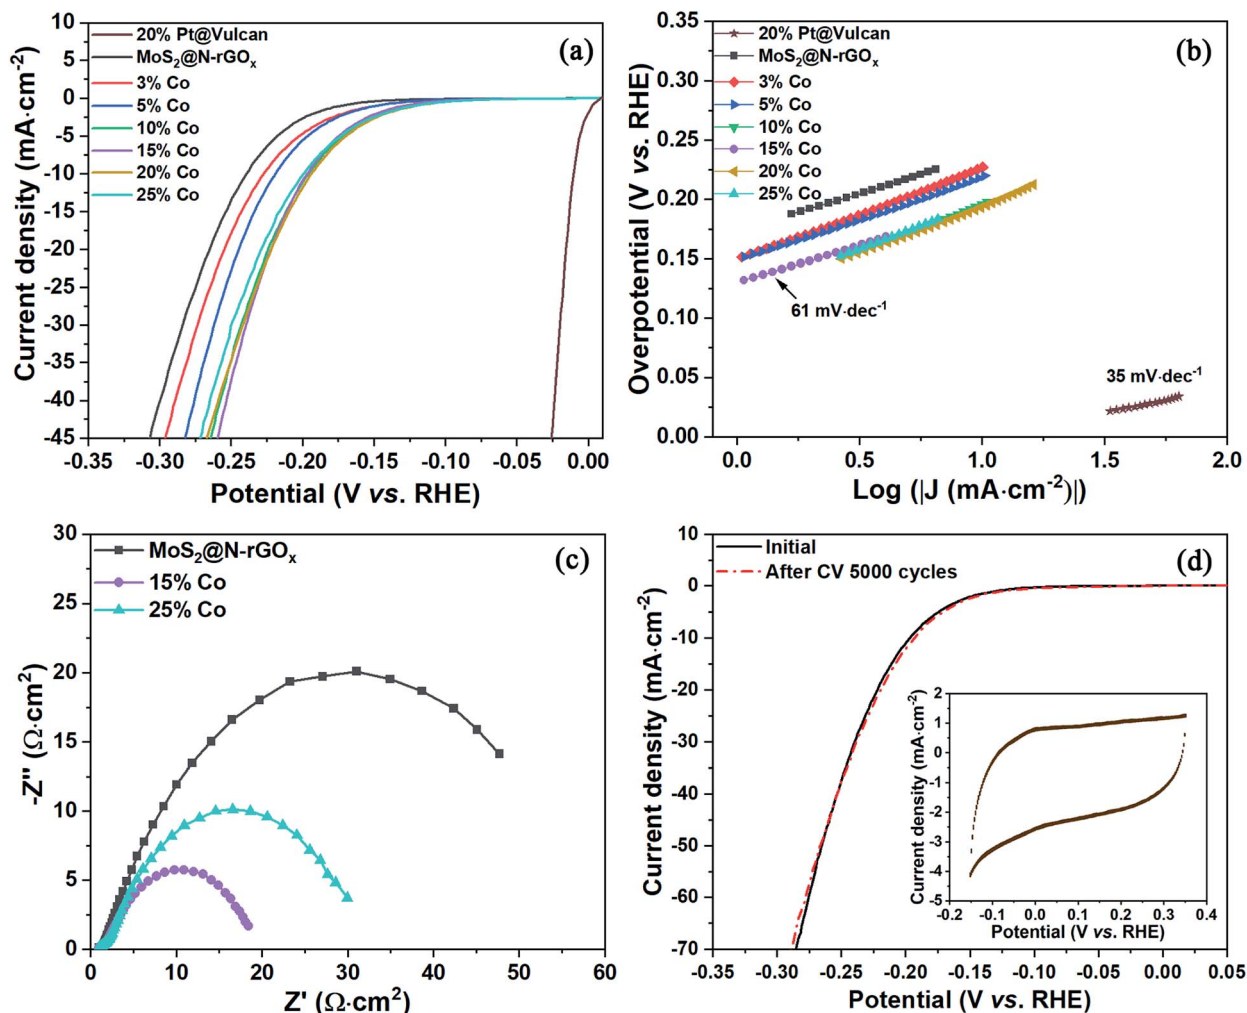 (a)
20% Pt@Vulcan
MoS₂@N-rGOₓ
3% Co
5% Co
10% Co
15% Co
20% Co
25% Co
10
5
0
-5
-10
-15
-20
-25
-30
-35
-40
-45
Current density (mA·cm⁻²)
-0.35 -0.30 -0.25 -0.20 -0.15 -0.10 -0.05 0.00
Potential (V vs. RHE)
(b)
20% Pt@Vulcan
MoS₂@N-rGOₓ
3% Co
5% Co
10% Co
15% Co
20% Co
25% Co
0.35
0.30
0.25
0.20
0.15
0.10
0.05
0.00
Overpotential (V vs. RHE)
61 mV·dec⁻¹
35 mV·dec⁻¹
0.0 0.5 1.0 1.5 2.0
Log (|J (mA·cm⁻²)|)
(c)
MoS₂@N-rGOₓ
15% Co
25% Co
30
25
20
15
10
5
0
-Z'' (Ω·cm²)
0 10 20 30 40 50 60
Z' (Ω·cm²)
(d)
Initial
After CV 5000 cycles
10
0
-10
-20
-30
-40
-50
-60
-70
Current density (mA·cm⁻²)
-0.35 -0.30 -0.25 -0.20 -0.15 -0.10 -0.05 0.00 0.05
Potential (V vs. RHE)
2
1
0
-1
-2
-3
-4
-5
Current density (mA·cm⁻²)
-0.2 -0.1 0.0 0.1 0.2 0.3 0.4
Potential (V vs. RHE)